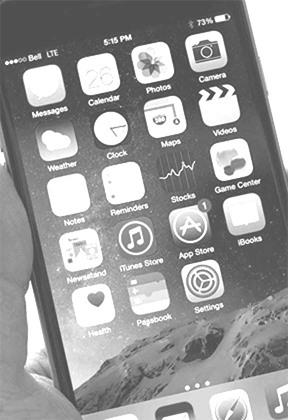 Bell LTE 5:15 PM 73%
26
Messages Calendar Photos Camera
Weather Clock Maps Videos
Notes Reminders Stocks Game Center
1
Newsstand iTunes Store App Store iBooks
Health Passbook Settings